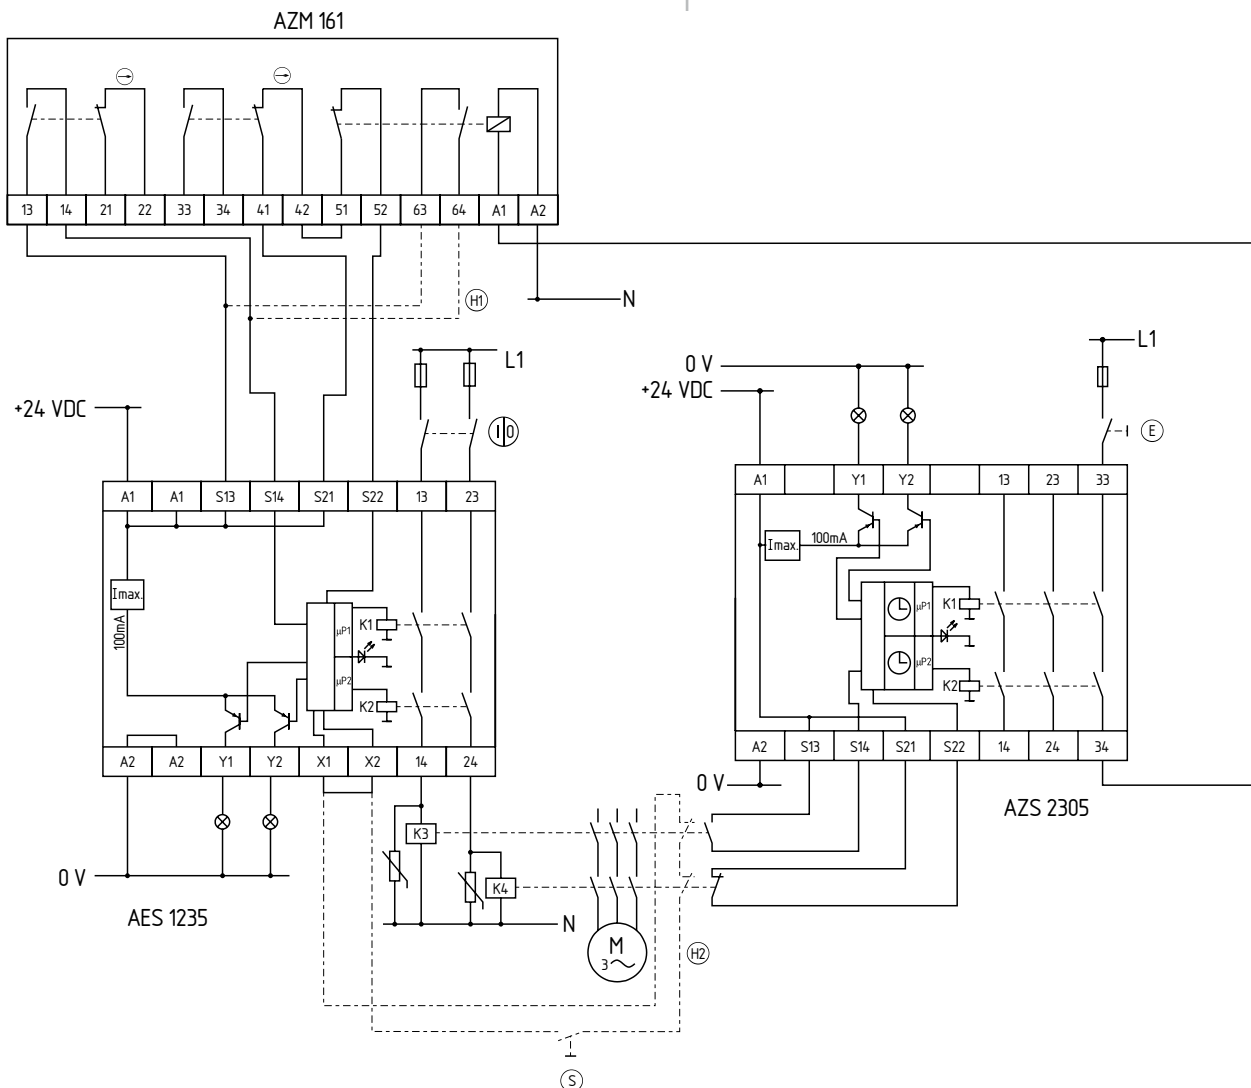 AZM 161
13 14 21 22 33 34 41 42 51 52 63 64 A1 A2
H1
N
L1
L1
0 V
+24 VDC
+24 VDC
I 0
E
A1 A1 S13 S14 S21 S22 13 23
A1 Y1 Y2 13 23 33
Imax.
100mA
Imax.
100mA
µP1
K1
µP2
K2
µP1
K1
µP2
K2
A2 A2 Y1 Y2 X1 X2 14 24
A2 S13 S14 S21 S22 14 24 34
0 V
AZS 2305
K3
K4
0 V
AES 1235
N
M
3
H2
S